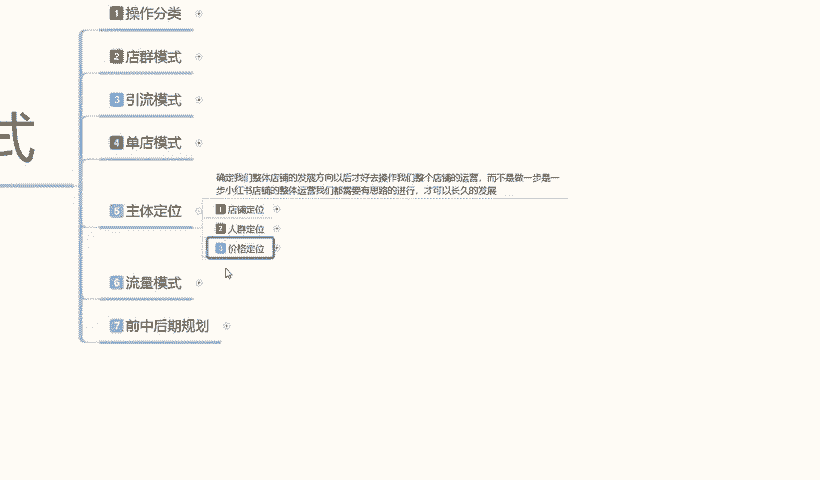 式
1 操作分类
2 店群模式
3 引流模式
4 单店模式
5 主体定位
确定我们整体店铺的发展方向以后才好去操作我们整个店铺的运营，而不是做一步是一
步小红书店铺的整体运营我们都需要有思路的进行，才可以长久的发展
1 店铺定位
2 人群定位
3 价格定位
6 流量模式
7 前中后期规划